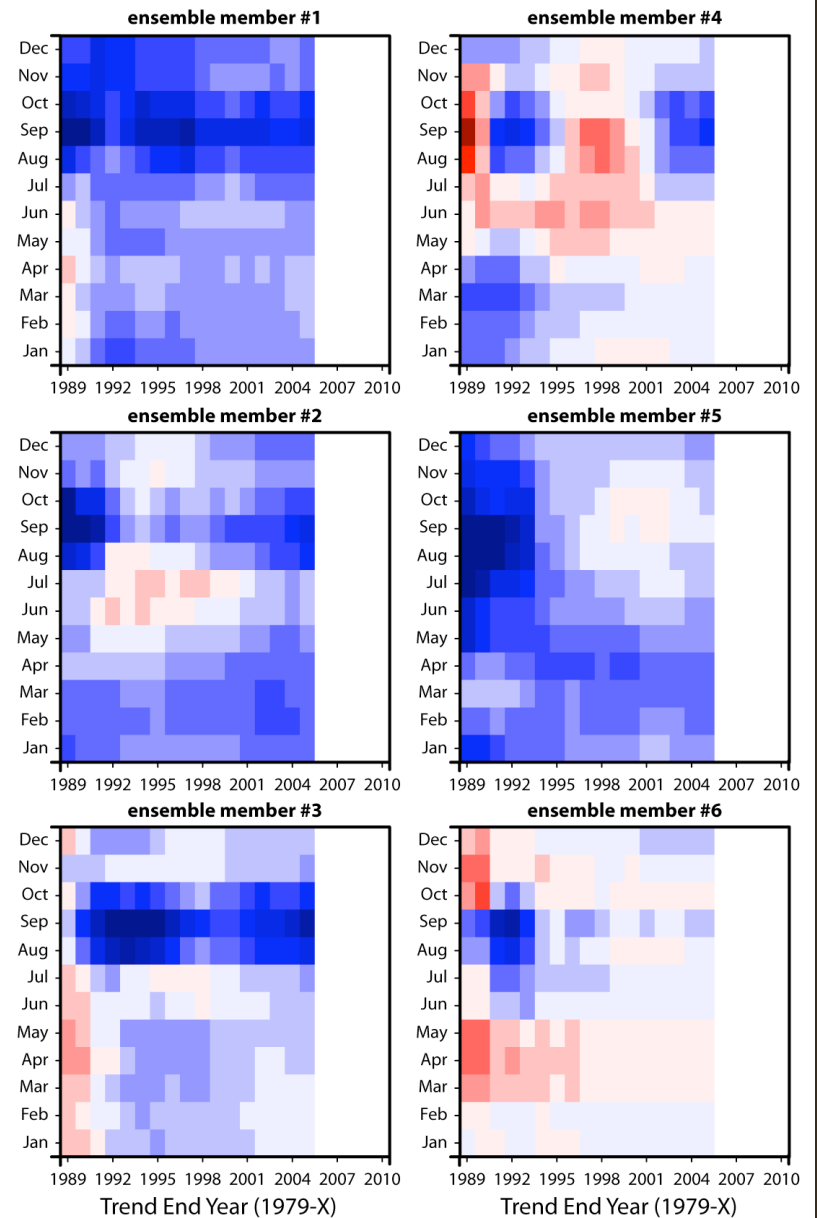 ensemble member #1
Dec
Nov
Oct
Sep
Aug
Jul
Jun
May
Apr
Mar
Feb
Jan
1989 1992 1995 1998 2001 2004 2007 2010
ensemble member #4
Dec
Nov
Oct
Sep
Aug
Jul
Jun
May
Apr
Mar
Feb
Jan
1989 1992 1995 1998 2001 2004 2007 2010
ensemble member #2
Dec
Nov
Oct
Sep
Aug
Jul
Jun
May
Apr
Mar
Feb
Jan
1989 1992 1995 1998 2001 2004 2007 2010
ensemble member #5
Dec
Nov
Oct
Sep
Aug
Jul
Jun
May
Apr
Mar
Feb
Jan
1989 1992 1995 1998 2001 2004 2007 2010
ensemble member #3
Dec
Nov
Oct
Sep
Aug
Jul
Jun
May
Apr
Mar
Feb
Jan
1989 1992 1995 1998 2001 2004 2007 2010
Trend End Year (1979-X)
ensemble member #6
Dec
Nov
Oct
Sep
Aug
Jul
Jun
May
Apr
Mar
Feb
Jan
1989 1992 1995 1998 2001 2004 2007 2010
Trend End Year (1979-X)